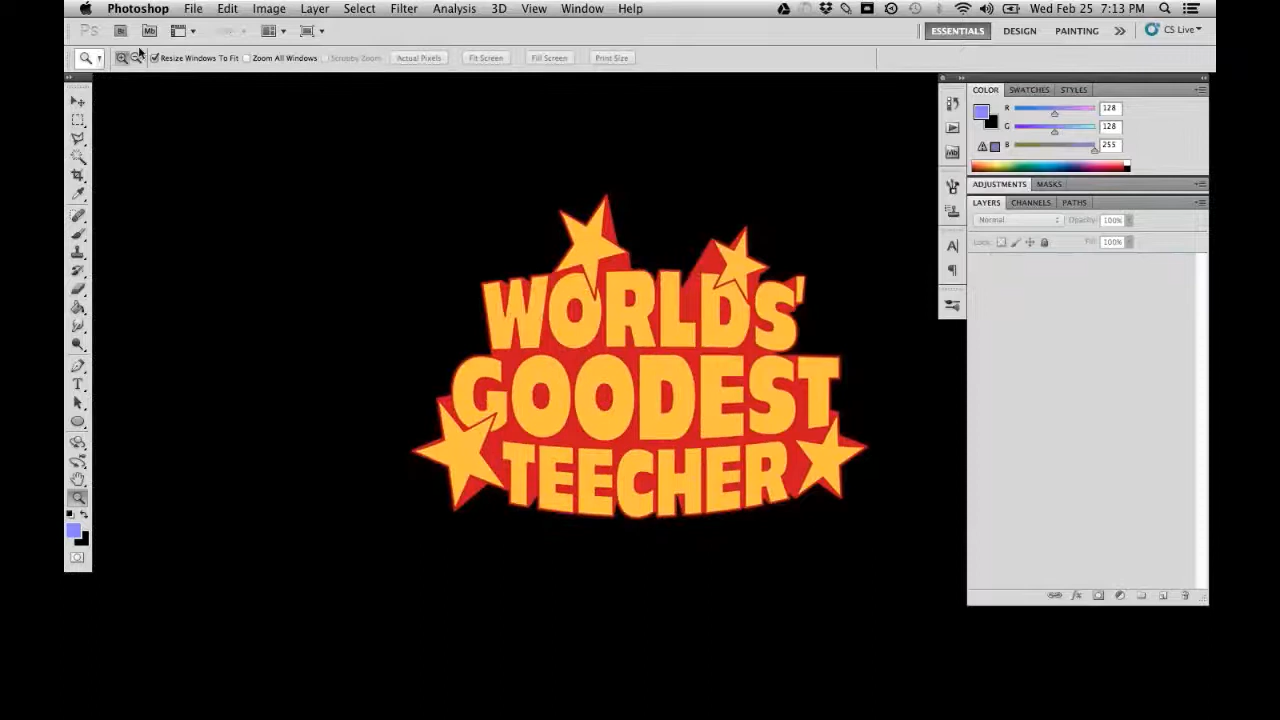 Photoshop File Edit Image Layer Select Filter Analysis 3D View Window Help Wed Feb 25 7:13 PM
Ps Br Mb ESSENTIALS DESIGN PAINTING CS Live
Resize Windows To Fit Zoom All Windows Scrubby Zoom Actual Pixels Fit Screen Fill Screen Print Size
COLOR SWATCHES STYLES
R 128
G 128
B 255
ADJUSTMENTS MASKS
LAYERS CHANNELS PATHS
Normal Opacity: 100%
Lock: Fill: 100%
WORLDS'
GOODEST
TEECHER